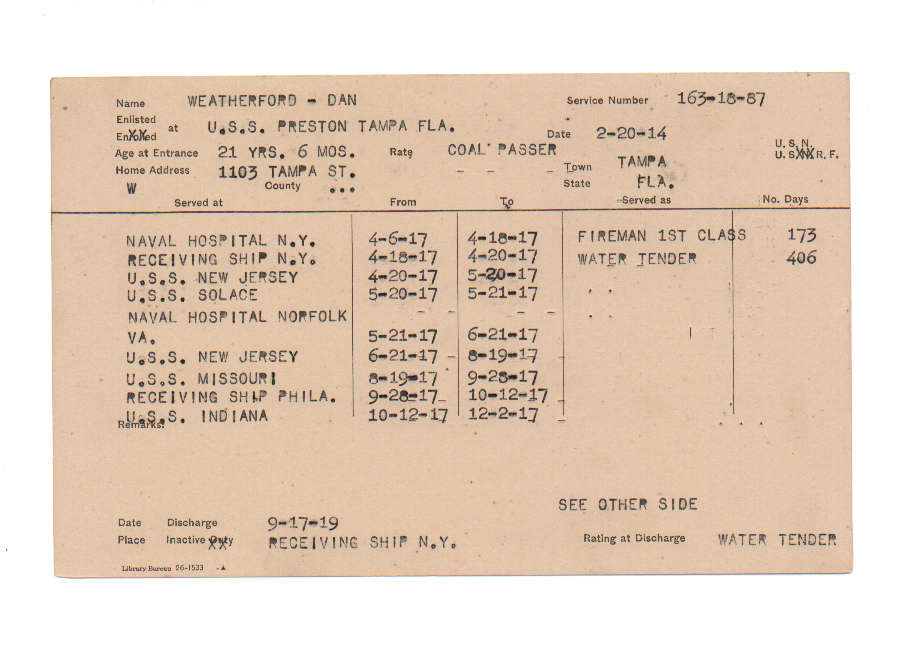 Name WEATHERFORD - DAN Service Number 163-18-87
Enlisted
Enrolled at U.S.S. PRESTON TAMPA FLA. Date 2-20-14
U. S. N.
Age at Entrance 21 YRS. 6 MOS. Rate COAL PASSER U. S. N. R. F.
Home Address 1103 TAMPA ST. Town TAMPA
W County ... State FLA.
Served at From To Served as No. Days
NAVAL HOSPITAL N.Y. 4-6-17 4-18-17 FIREMAN 1ST CLASS 173
RECEIVING SHIP N.Y. 4-18-17 4-20-17 WATER TENDER 406
U.S.S. NEW JERSEY 4-20-17 5-20-17
U.S.S. SOLACE 5-20-17 5-21-17
NAVAL HOSPITAL NORFOLK
VA. 5-21-17 6-21-17
U.S.S. NEW JERSEY 6-21-17 8-19-17
U.S.S. MISSOURI 8-19-17 9-28-17
RECEIVING SHIP PHILA. 9-28-17 10-12-17
U.S.S. INDIANA 10-12-17 12-2-17
Remarks:
SEE OTHER SIDE
Date Discharge 9-17-19
Place Inactive Duty RECEIVING SHIP N.Y. Rating at Discharge WATER TENDER
Library Bureau 26-1533 -A